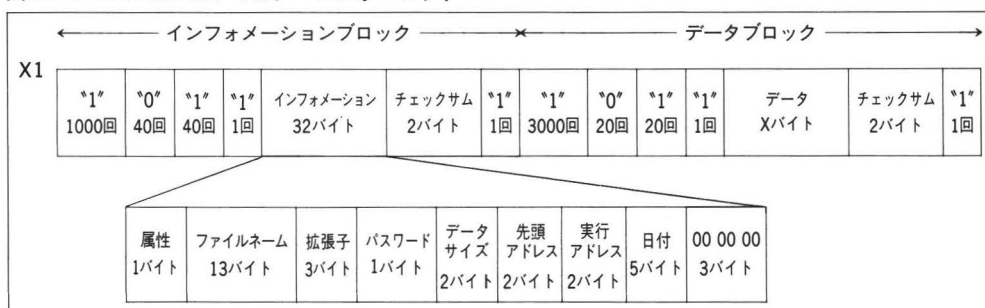 インフォメーションブロック データブロック
X1
"1" "0" "1" "1" インフォメーション チェックサム "1" "1" "0" "1" "1" データ チェックサム "1"
1000回 40回 40回 1回 32バイト 2バイト 1回 3000回 20回 20回 1回 Xバイト 2バイト 1回
属性 ファイルネーム 拡張子 パスワード データ 先頭 実行 日付 00 00 00
サイズ アドレス アドレス
1バイト 13バイト 3バイト 1バイト 2バイト 2バイト 2バイト 5バイト 3バイト